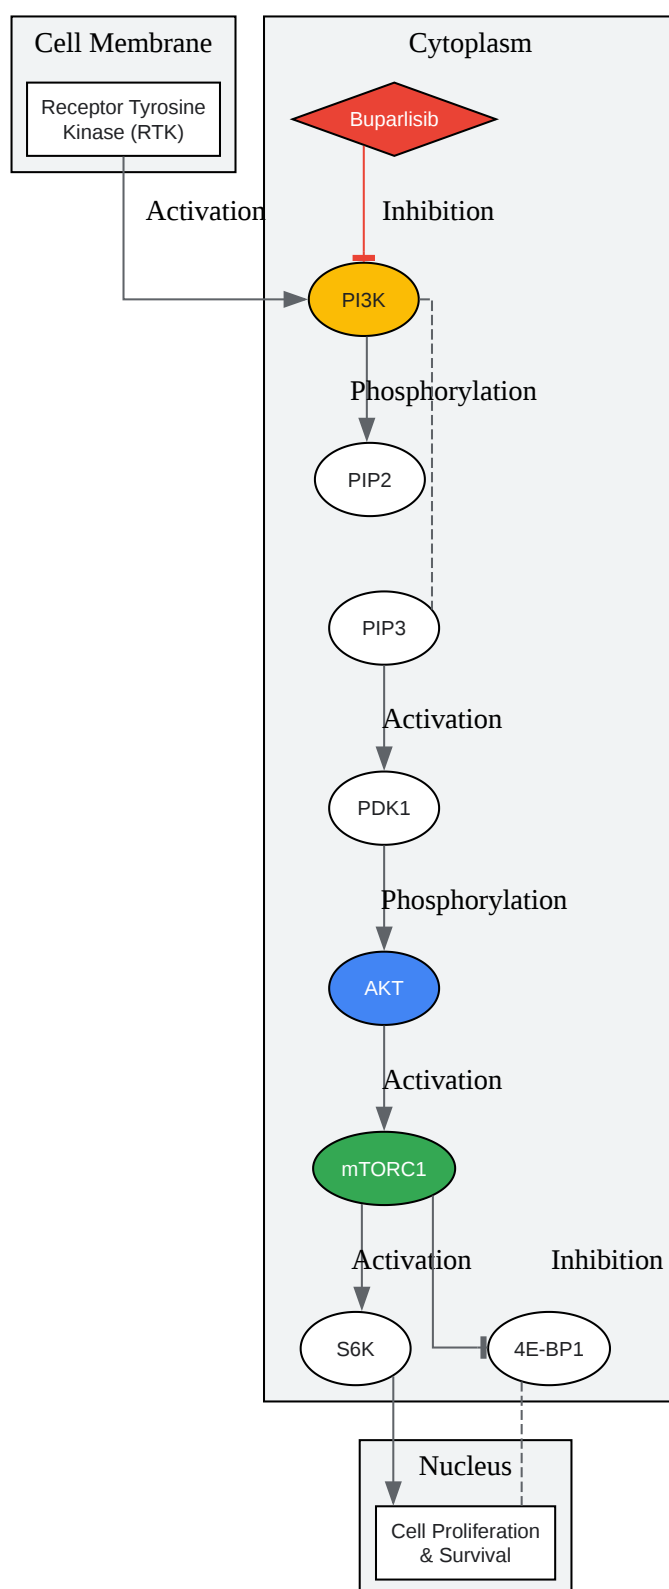 Cell Membrane
Cytoplasm
Receptor Tyrosine
Kinase (RTK)
Buparlisib
Activation
Inhibition
PI3K
Phosphorylation
PIP2
PIP3
Activation
PDK1
Phosphorylation
AKT
Activation
mTORC1
Activation
Inhibition
S6K
4E-BP1
Nucleus
Cell Proliferation
& Survival